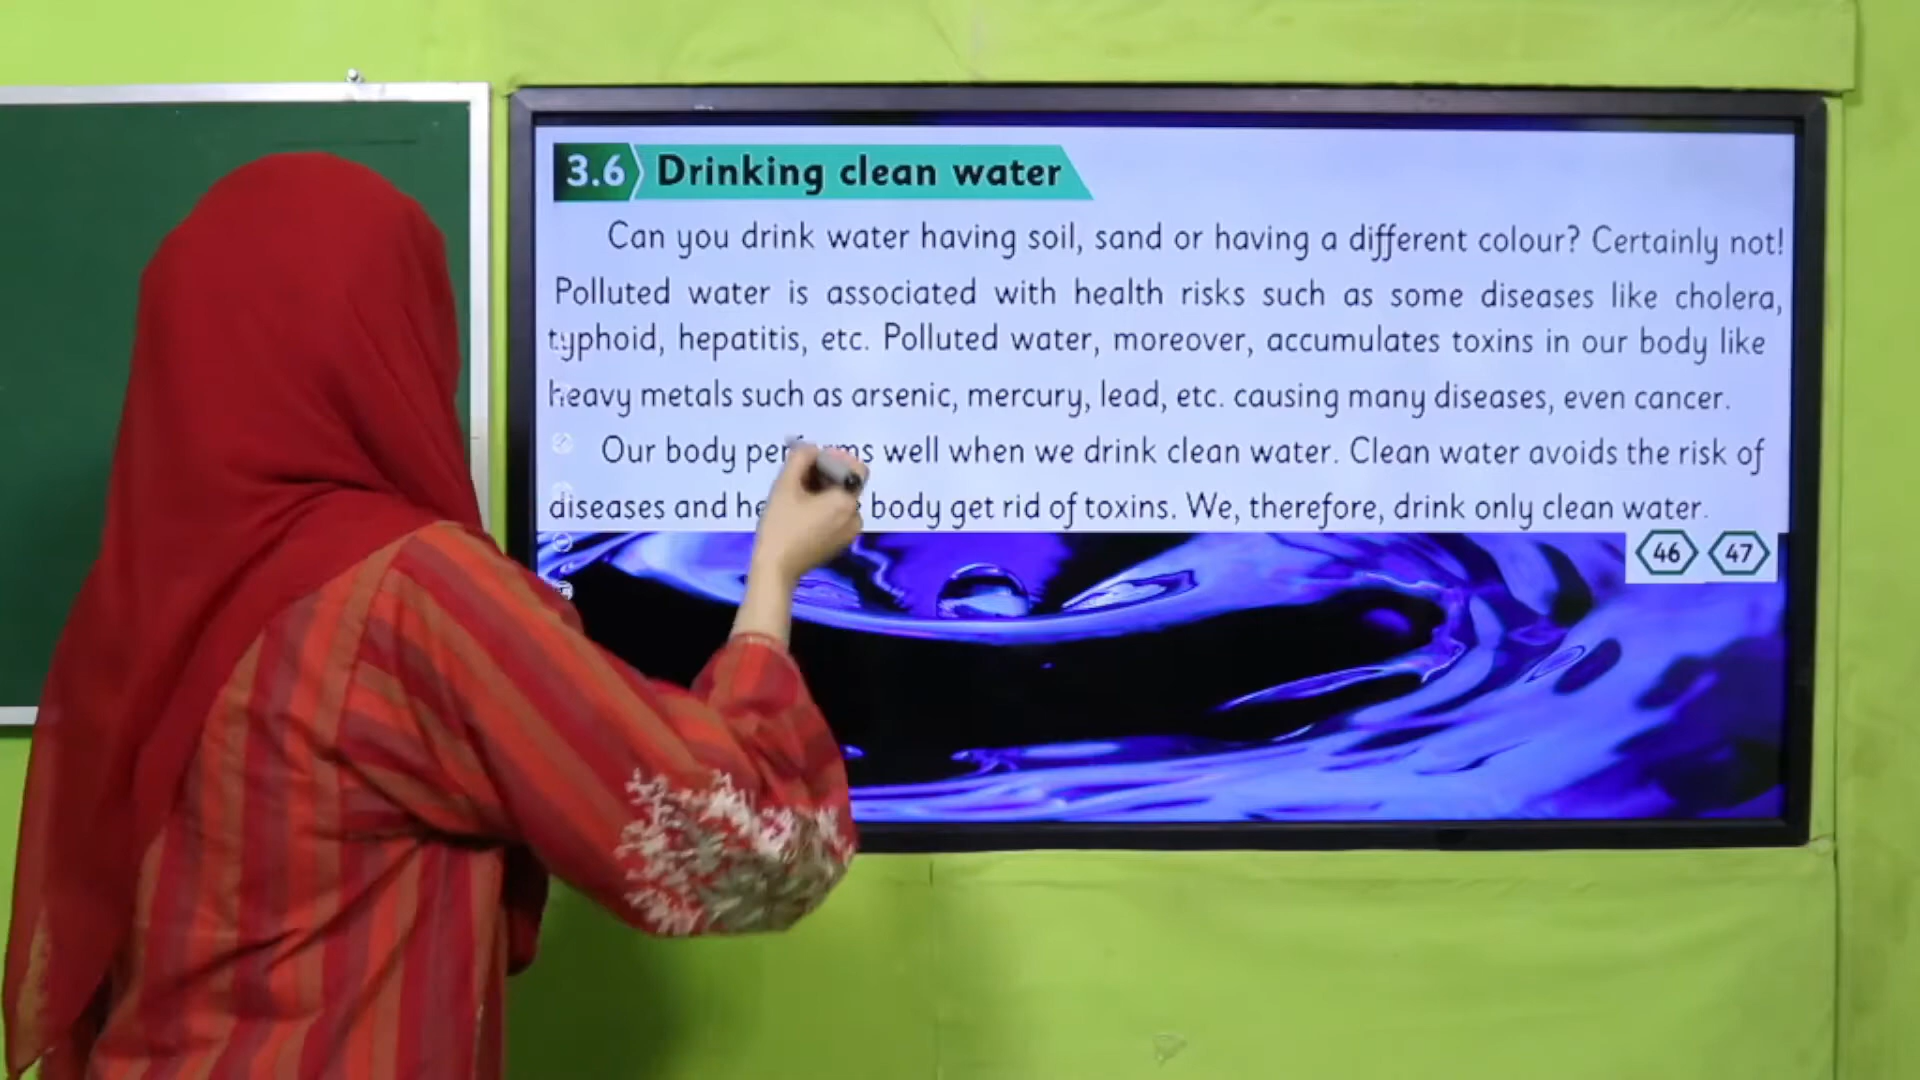 3.6 Drinking clean water
Can you drink water having soil, sand or having a different colour? Certainly not!
Polluted water is associated with health risks such as some diseases like cholera,
typhoid, hepatitis, etc. Polluted water, moreover, accumulates toxins in our body like
heavy metals such as arsenic, mercury, lead, etc. causing many diseases, even cancer.
Our body performs well when we drink clean water. Clean water avoids the risk of
diseases and body get rid of toxins. We, therefore, drink only clean water.
46 47